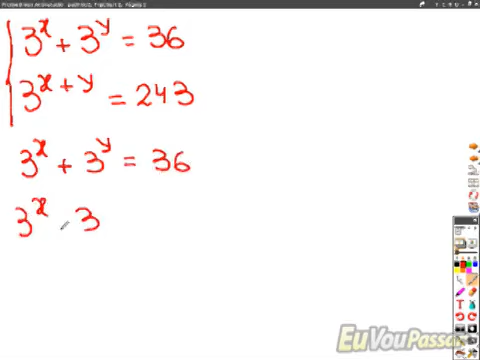 3^x + 3^y = 36
3^(x + y) = 243
3^x + 3^y = 36
3^x · 3
EuVouPassar